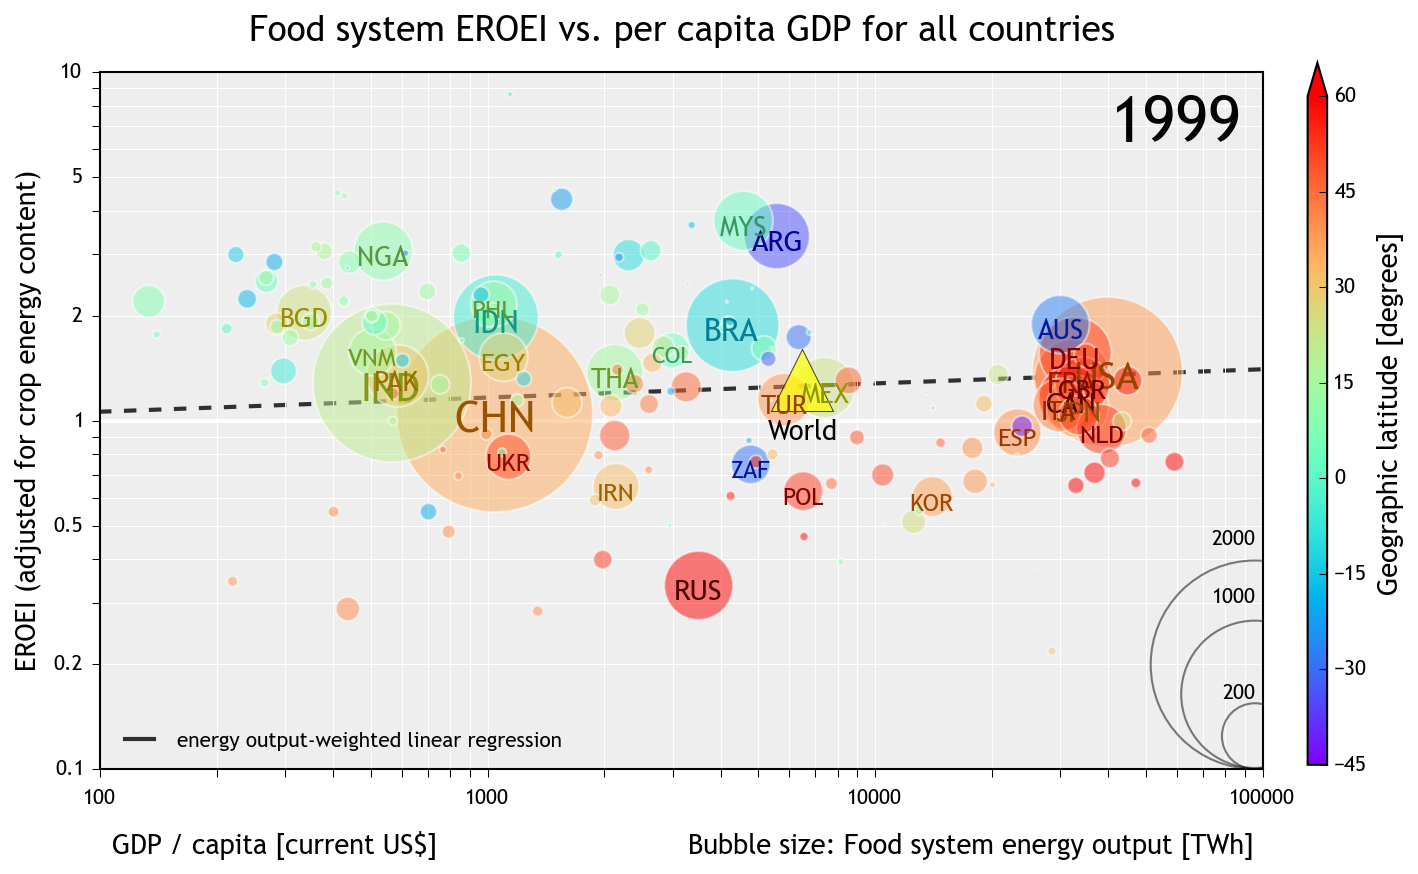 Food system EROEI vs. per capita GDP for all countries
1999
EROEI (adjusted for crop energy content)
10
5
2
1
0.5
0.2
0.1
100
1000
10000
100000
GDP / capita [current US$]
Bubble size: Food system energy output [TWh]
energy output-weighted linear regression
NGA
BGD
PHL
IDN
VNM
PAK
IND
EGY
CHN
UKR
THA
COL
IRN
MYS
ARG
BRA
TUR
MEX
World
ZAF
POL
RUS
KOR
ESP
AUS
DEU
USA
FRA
GBR
CAN
ITA
NLD
2000
1000
200
60
45
30
15
0
−15
−30
−45
Geographic latitude [degrees]